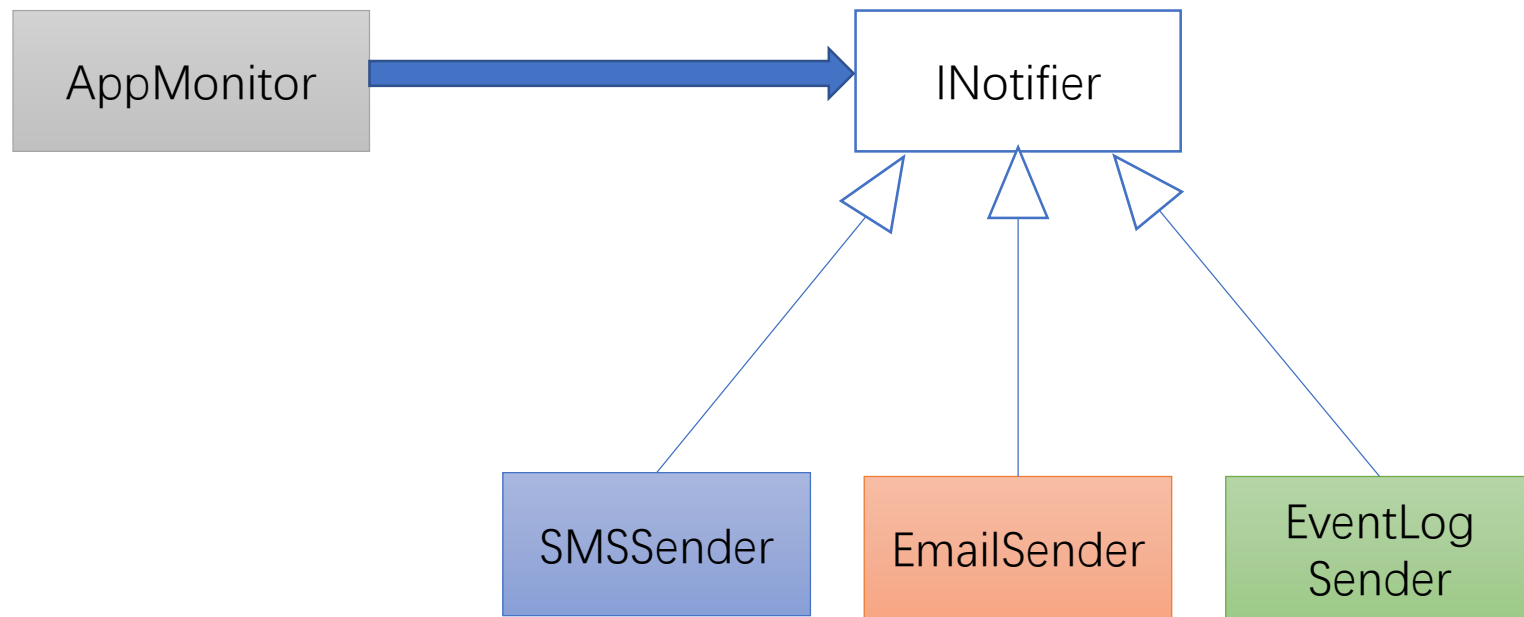 AppMonitor
INotifier
SMSSender
EmailSender
EventLog
Sender